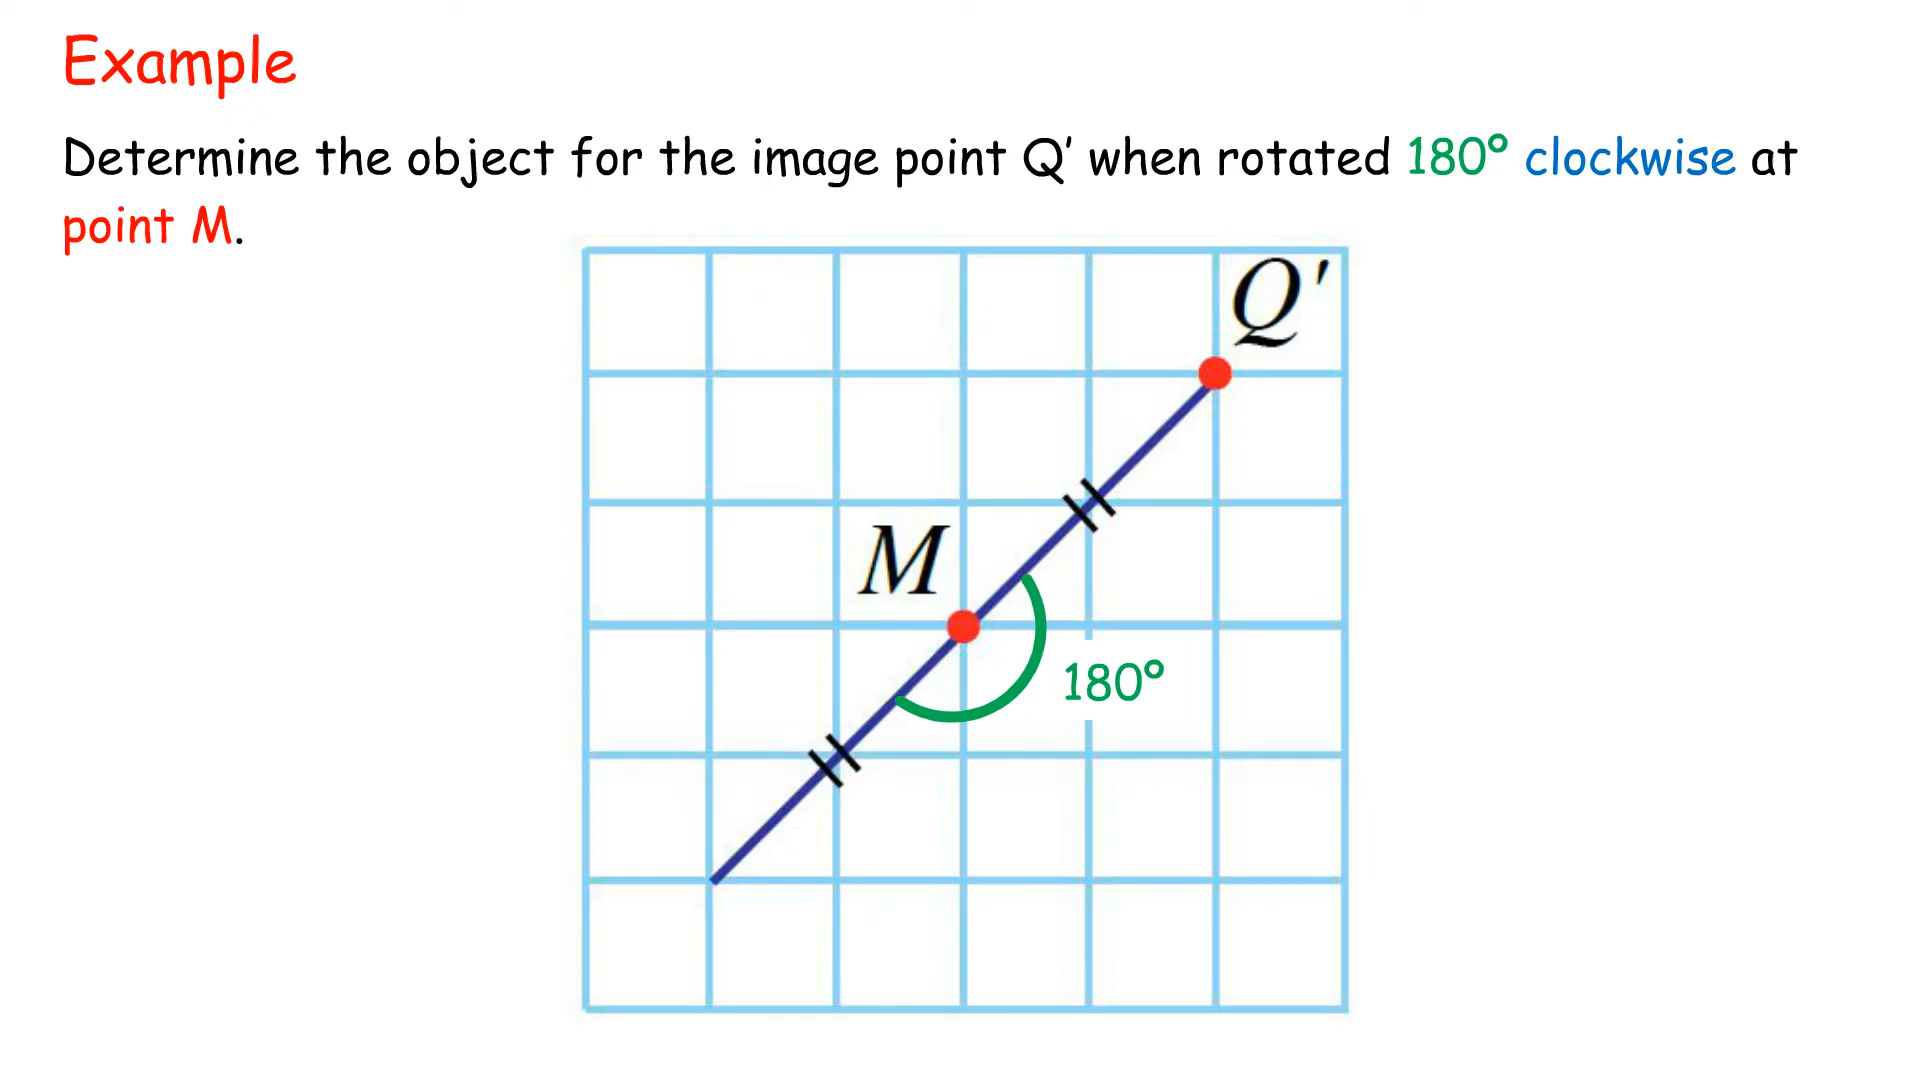 Example
Determine the object for the image point Q’ when rotated 180° clockwise at
point M.
Q'
M
180°